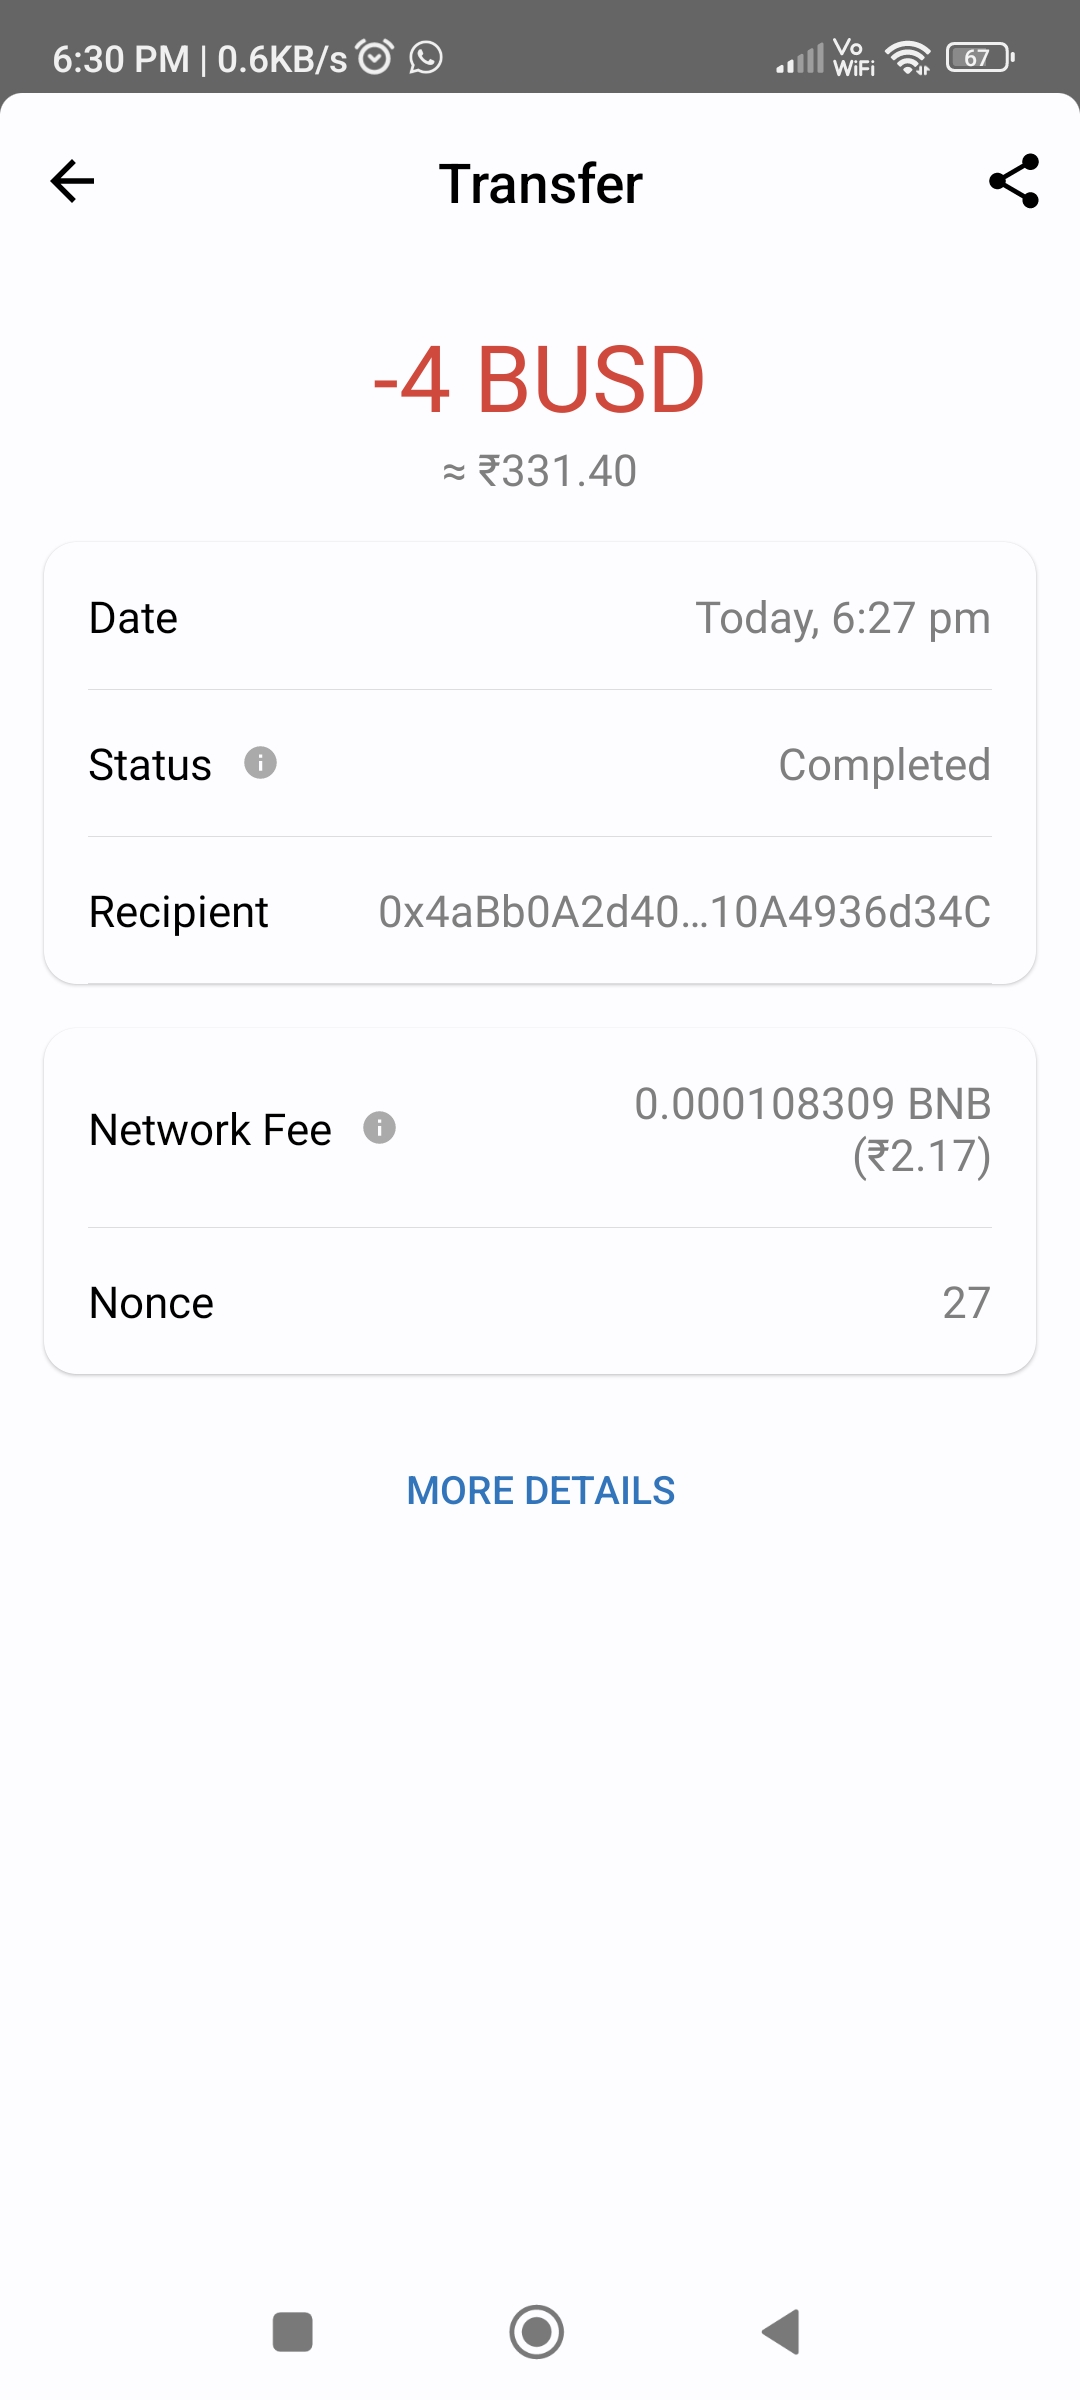 6:30 PM | 0.6KB/s
Vo
WiFi
67
Transfer
-4 BUSD
≈ ₹331.40
Date
Today, 6:27 pm
Status
Completed
Recipient
0x4aBb0A2d40...10A4936d34C
Network Fee
0.000108309 BNB
(₹2.17)
Nonce
27
MORE DETAILS